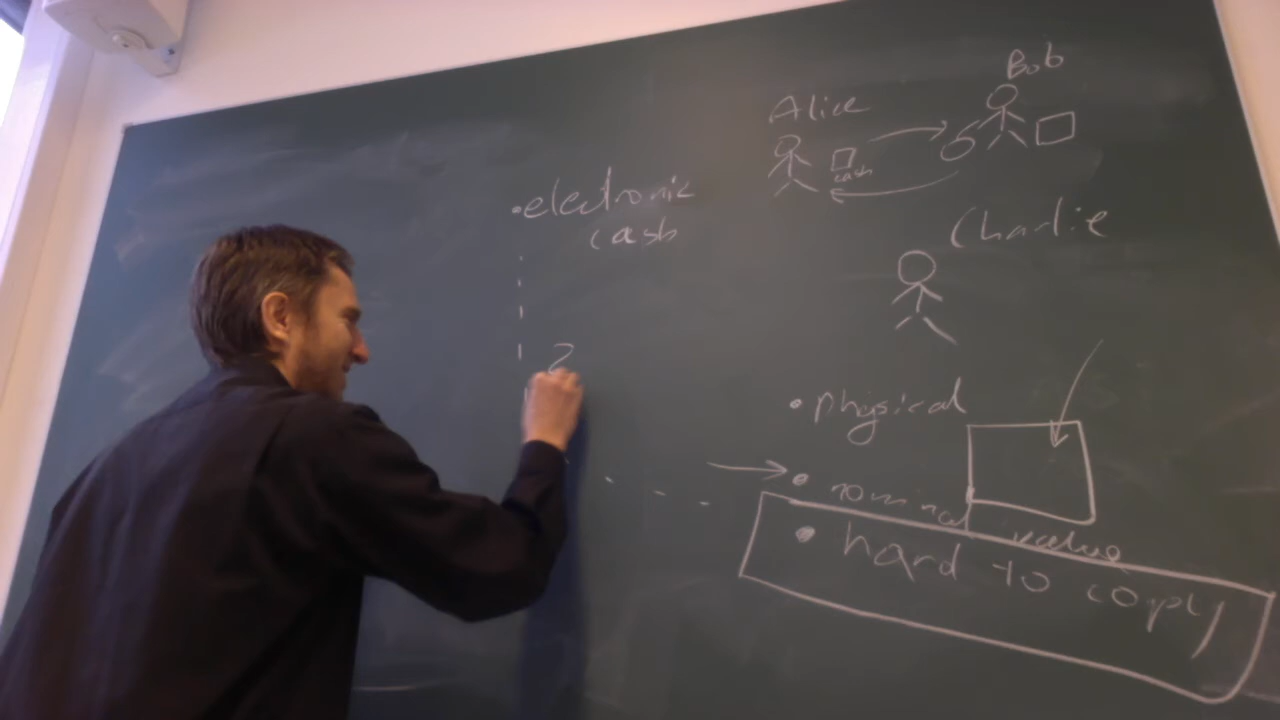 Bob
Alice
cash
• electronic
cash
Charlie
?
• physical
• nominal value
• hard to copy